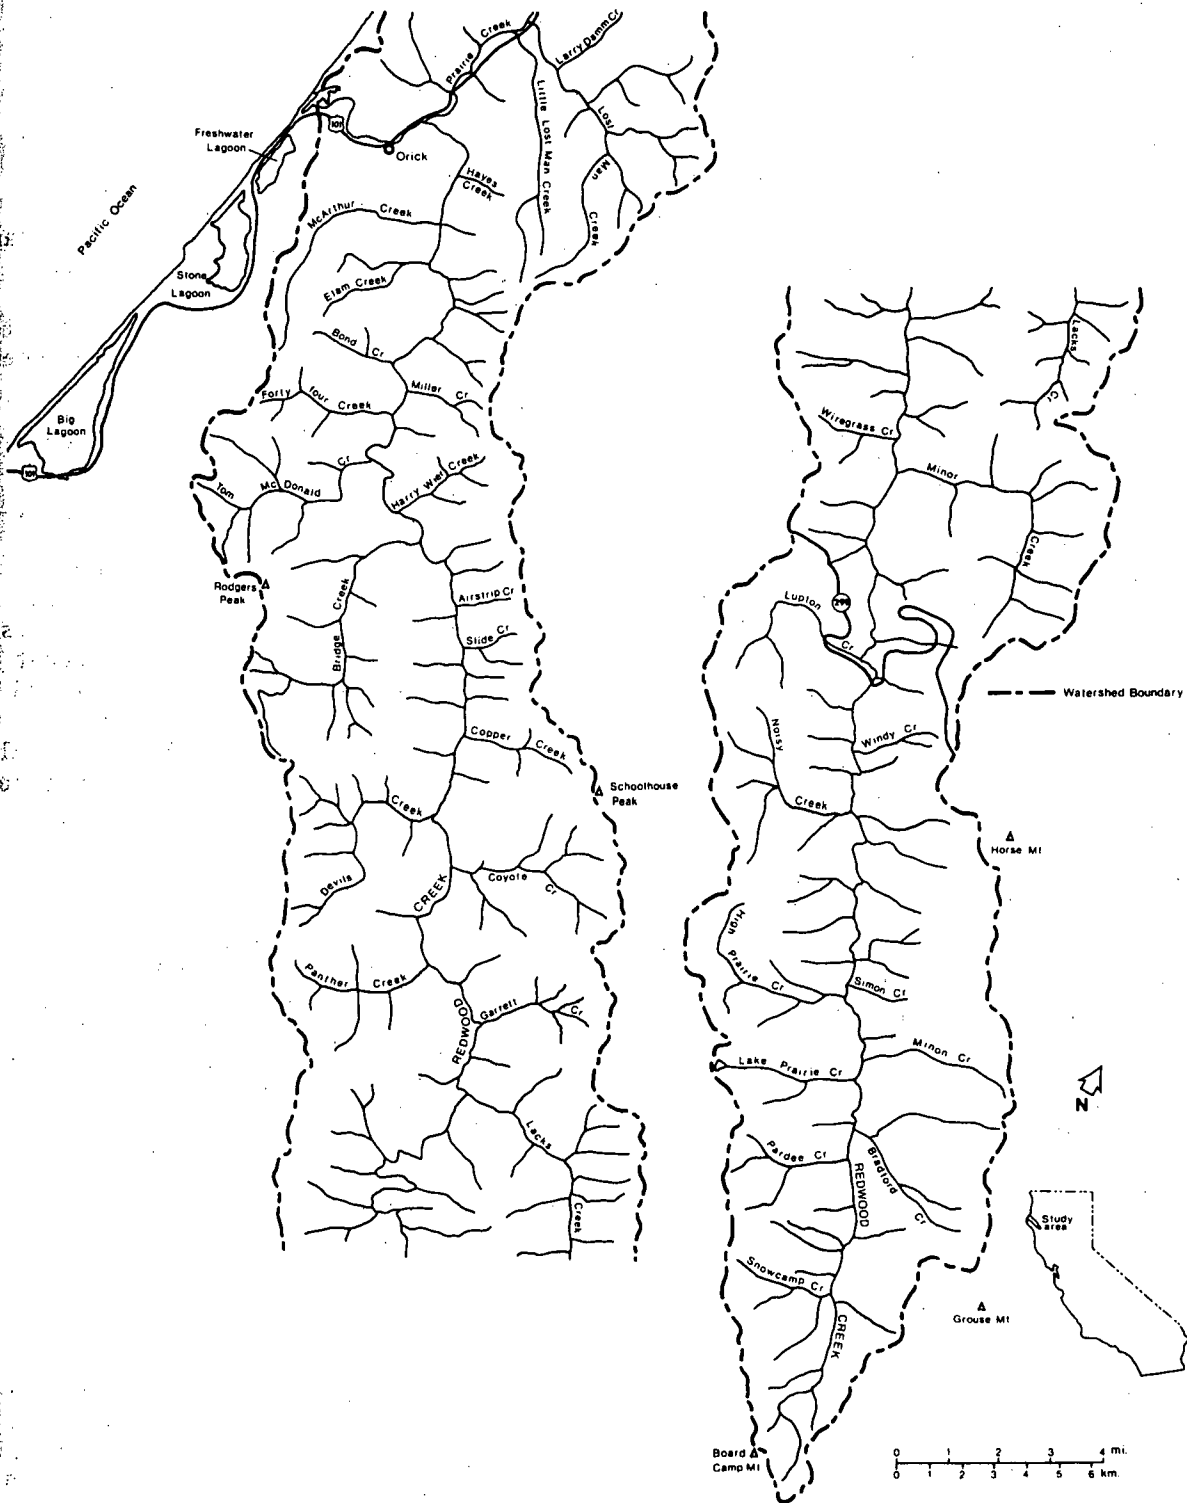 Prairie Creek
Larry Damm Cr
Little Lost Man Creek
Lost Man Creek
101
Freshwater
Lagoon
Orick
Hayes
Creek
Pacific Ocean
McArthur Creek
Stone
Lagoon
Elam Creek
Bond Cr
Miller Cr
Forty four Creek
Big
Lagoon
101
Tom Mc Donald Cr
Harry Wier Creek
Rodgers
Peak
Bridge Creek
Airstrip Cr
Slide Cr
Copper Creek
Schoolhouse
Peak
Devils Creek
Coyote Cr
REDWOOD CREEK
Panther Creek
Garrett Cr
Lacks Creek
Lacks Cr
Wiregrass Cr
Minor Creek
299
Lupton Cr
Watershed Boundary
Noisy Creek
Windy Cr
Horse Mt
High Prairie Cr
Simon Cr
Lake Prairie Cr
Minon Cr
N
Pardee Cr
Bradford Cr
REDWOOD CREEK
Snowcamp Cr
Study
area
Grouse Mt
Board
Camp Mt
0 1 2 3 4 mi.
0 1 2 3 4 5 6 km.